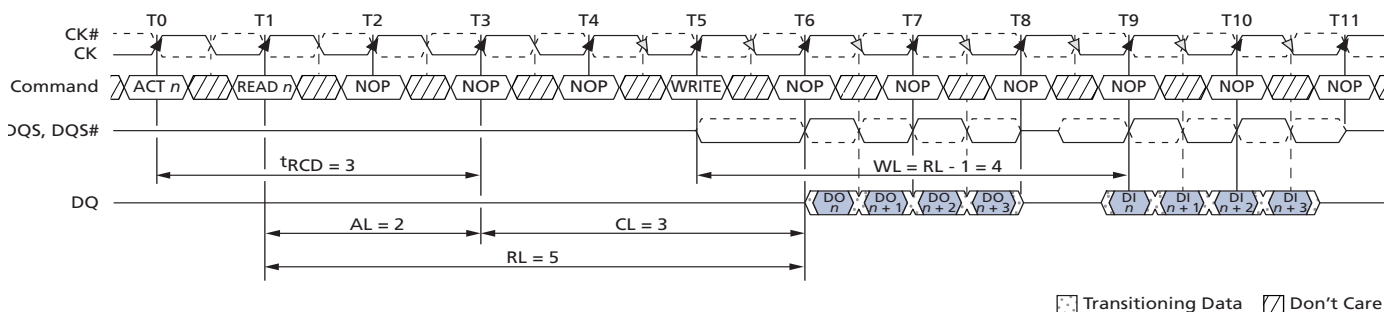 T0 T1 T2 T3 T4 T5 T6 T7 T8 T9 T10 T11
CK#
CK
Command ACT n READ n NOP NOP NOP WRITE NOP NOP NOP NOP NOP NOP
DQS, DQS#
tRCD = 3 WL = RL - 1 = 4
DQ DO n DO n + 1 DO n + 2 DO n + 3 DI n DI n + 1 DI n + 2 DI n + 3
AL = 2 CL = 3
RL = 5
Transitioning Data Don't Care